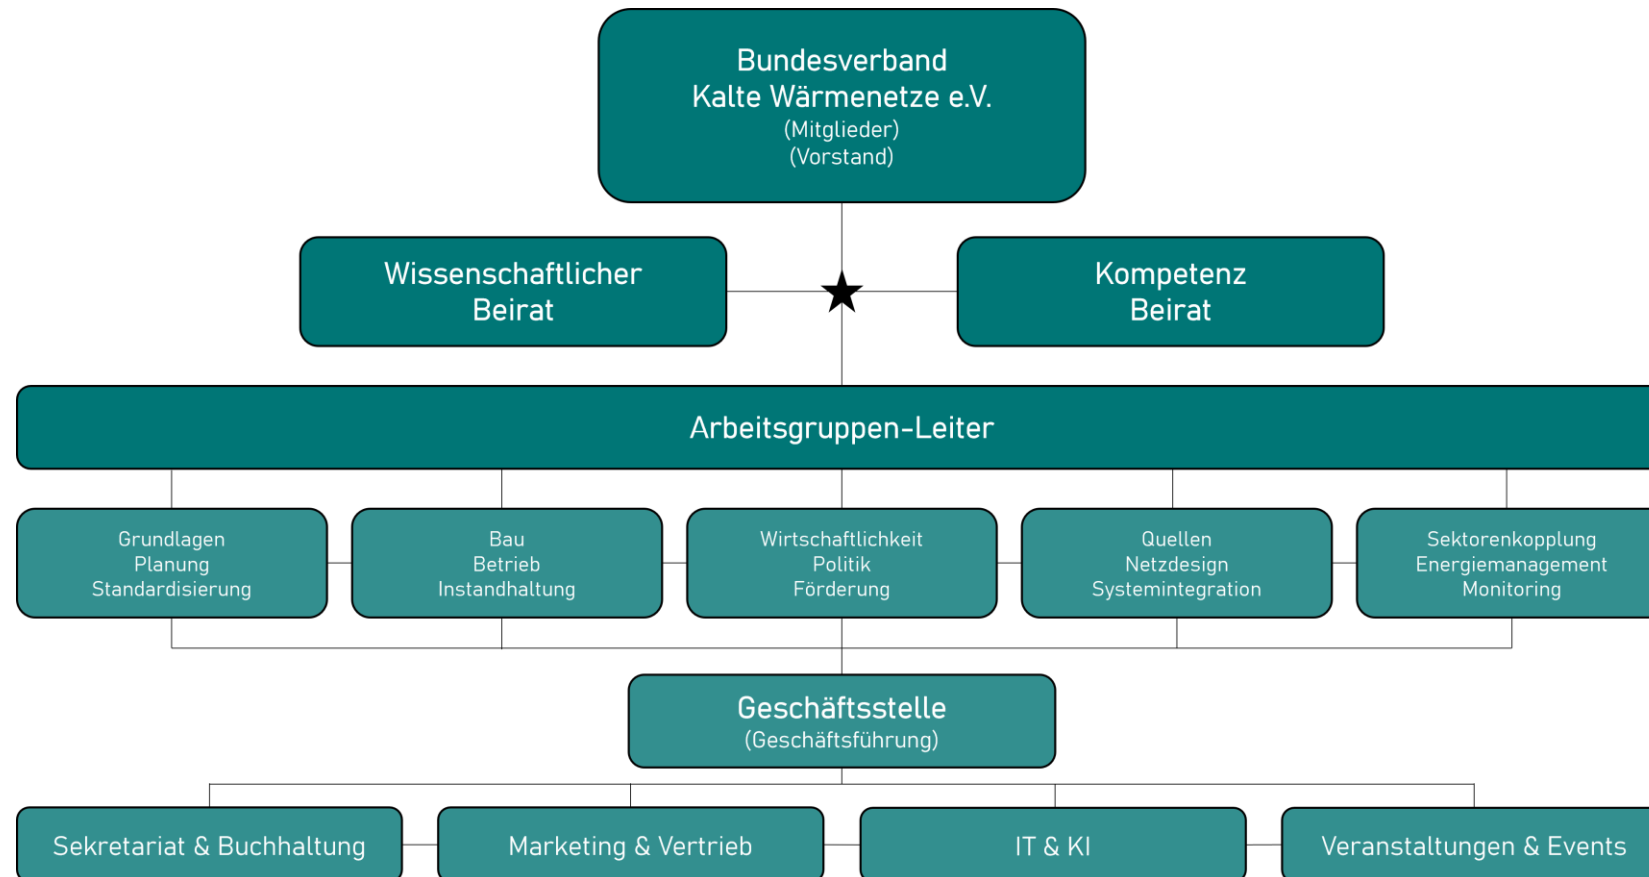 Bundesverband
Kalte Wärmenetze e.V.
(Mitglieder)
(Vorstand)
Wissenschaftlicher
Beirat
Kompetenz
Beirat
Arbeitsgruppen-Leiter
Grundlagen
Planung
Standardisierung
Bau
Betrieb
Instandhaltung
Wirtschaftlichkeit
Politik
Förderung
Quellen
Netzdesign
Systemintegration
Sektorenkopplung
Energiemanagement
Monitoring
Geschäftsstelle
(Geschäftsführung)
Sekretariat & Buchhaltung
Marketing & Vertrieb
IT & KI
Veranstaltungen & Events